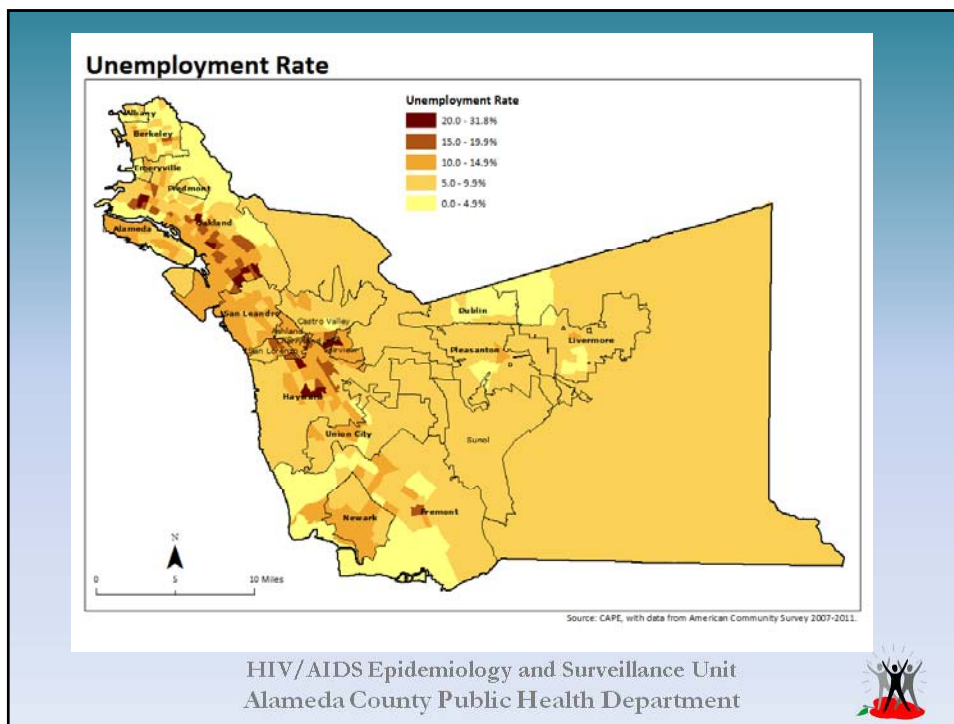 Unemployment Rate
Unemployment Rate
20.0 - 31.8%
15.0 - 19.9%
10.0 - 14.9%
5.0 - 9.9%
0.0 - 4.9%
Albany
Berkeley
Emeryville
Piedmont
Oakland
Alameda
San Leandro
Castro Valley
Ashland
San Lorenzo
Fairview
Hayward
Union City
Newark
Fremont
Dublin
Pleasanton
Livermore
Sunol
N
0 5 10 Miles
Source: CAPE, with data from American Community Survey 2007-2011.
HIV/AIDS Epidemiology and Surveillance Unit
Alameda County Public Health Department